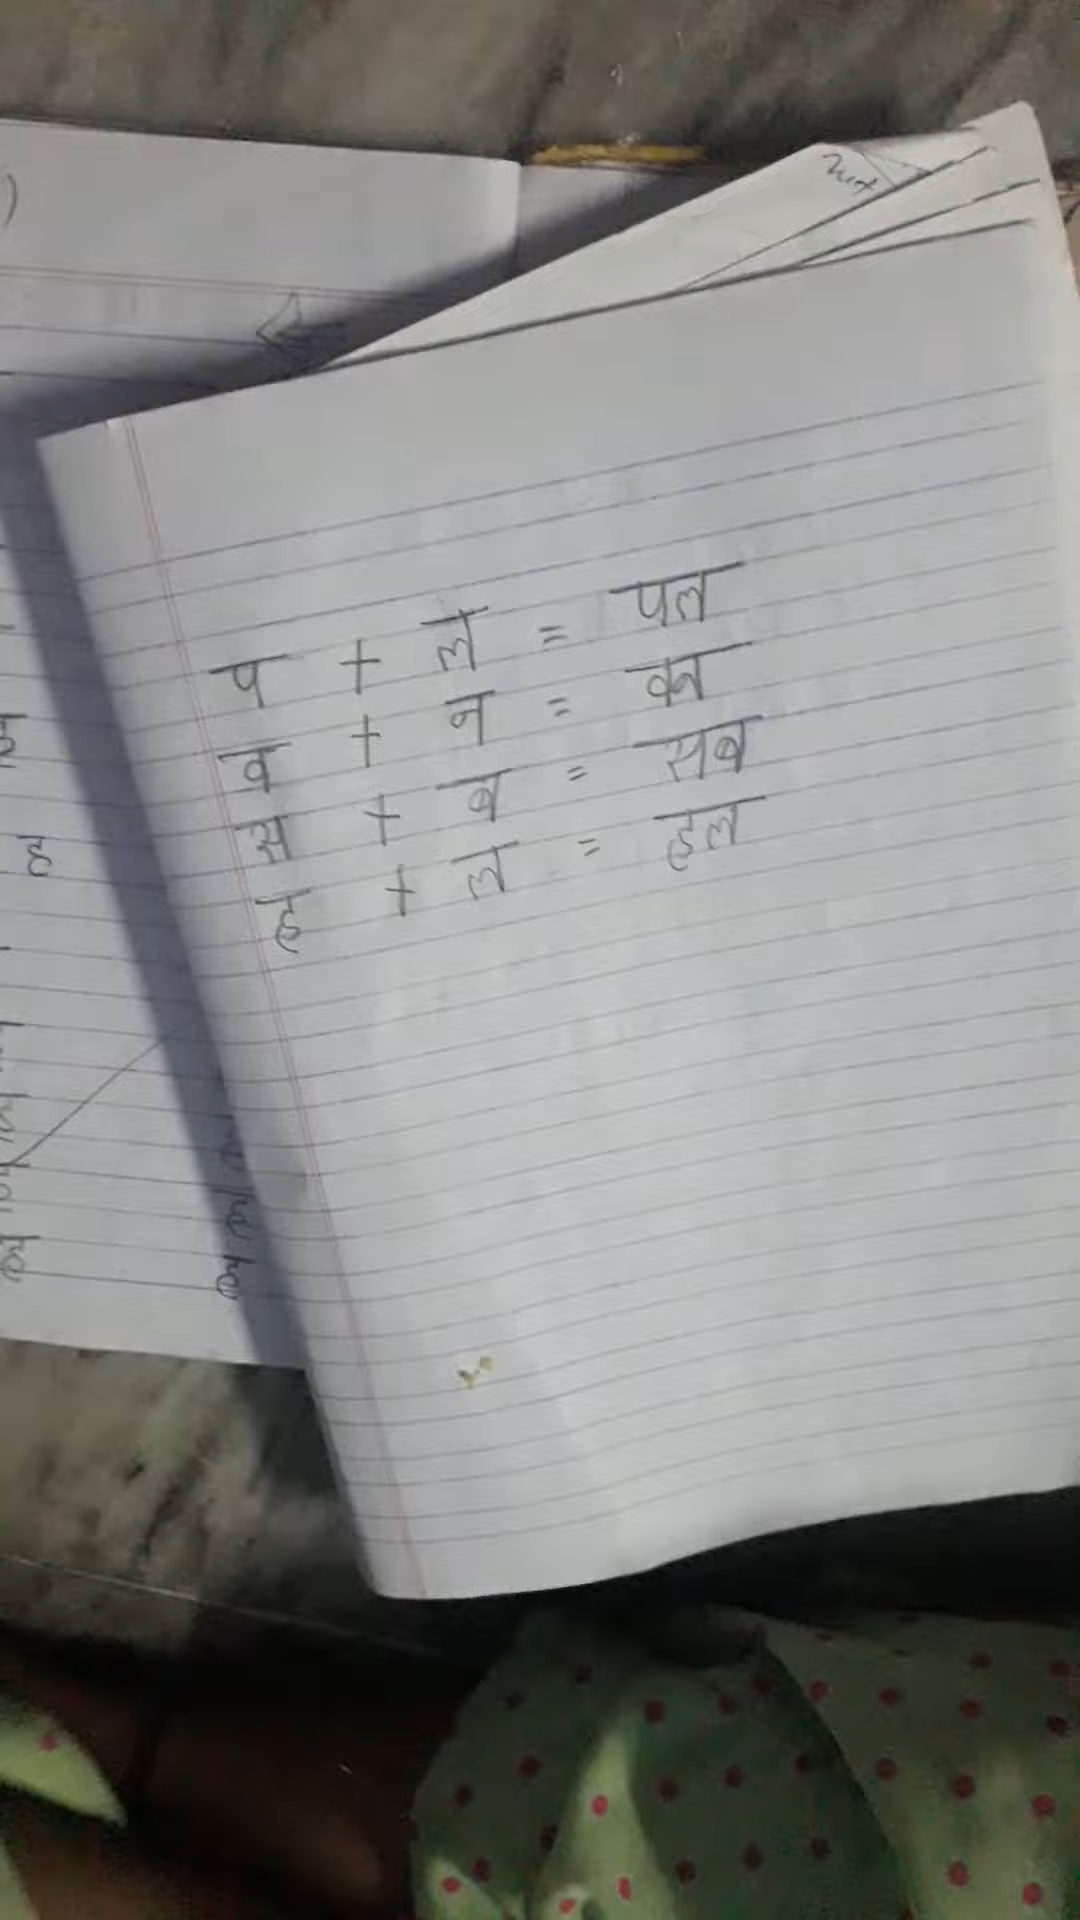 प + ल = पल
व + न = वन
स + ब = सब
ह + ल = हल
ह